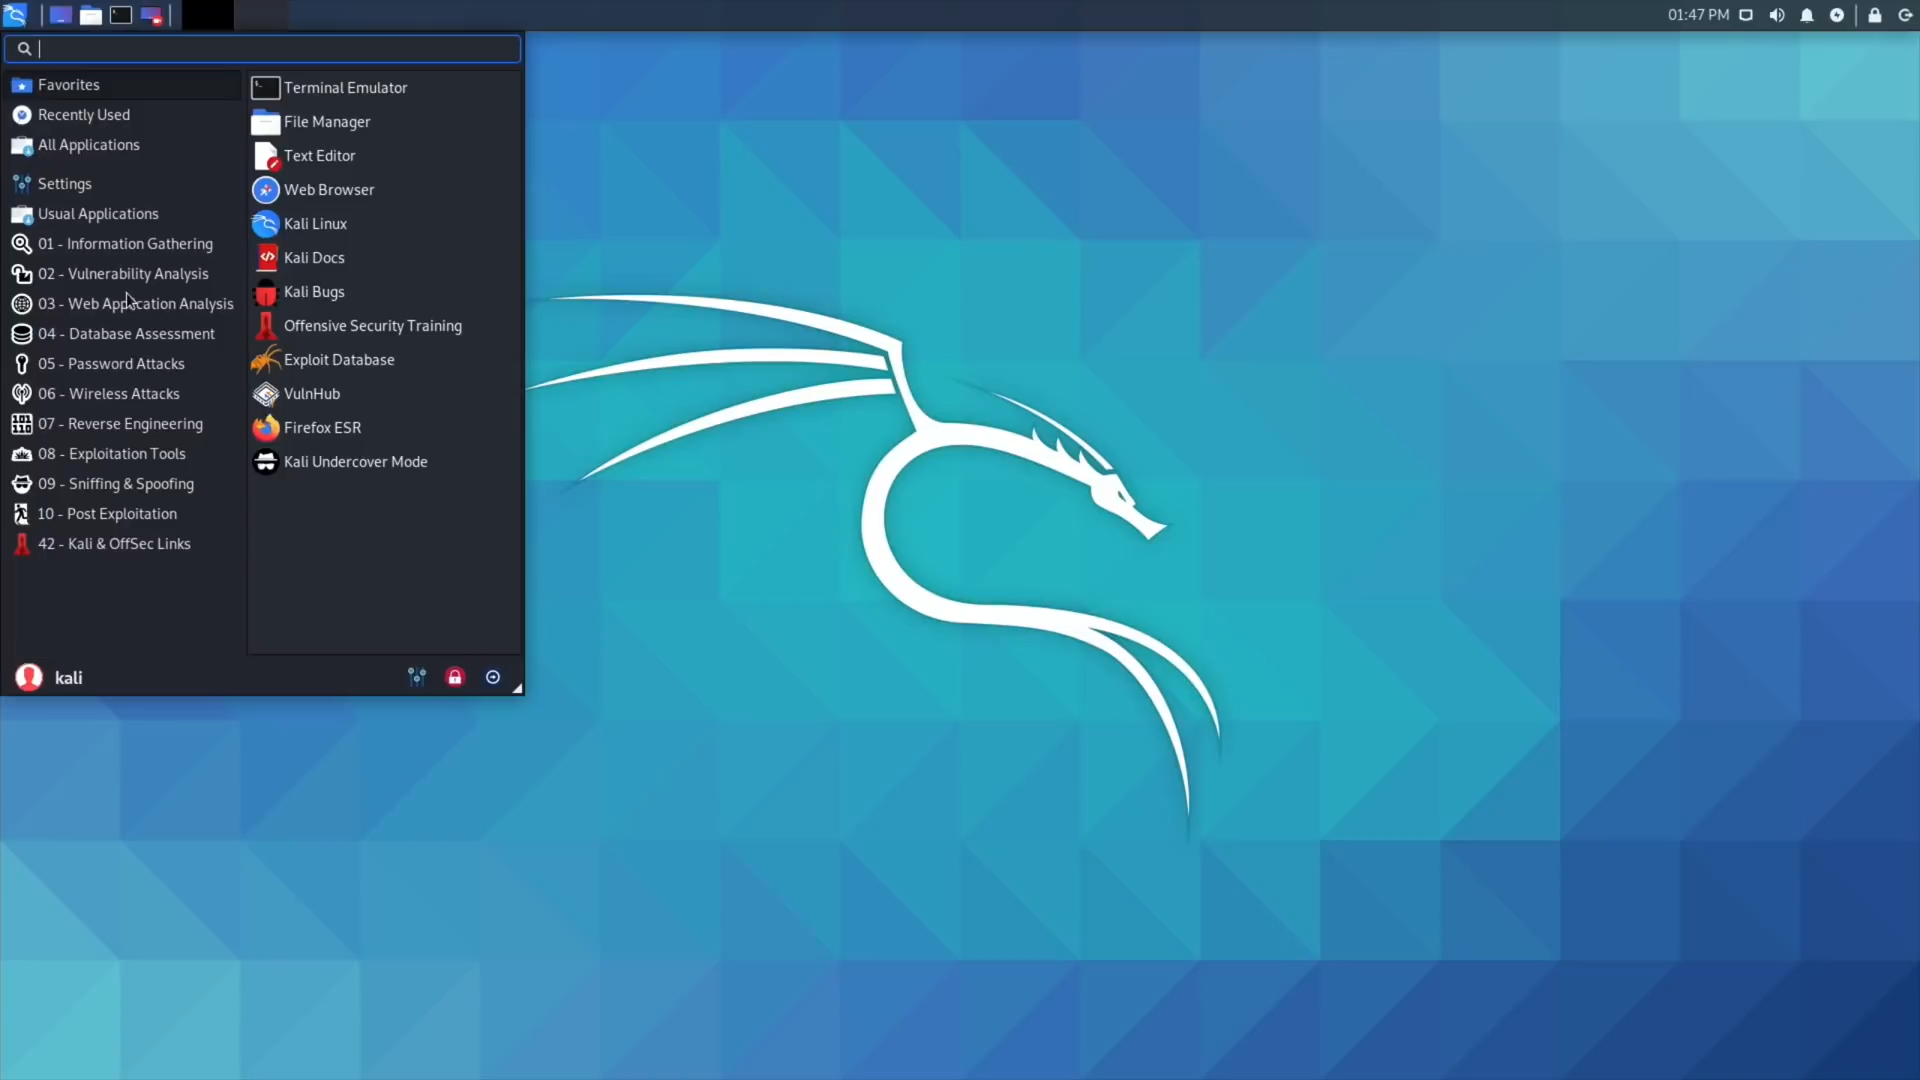 01:47 PM
Favorites
Recently Used
All Applications
Settings
Usual Applications
01 - Information Gathering
02 - Vulnerability Analysis
03 - Web Application Analysis
04 - Database Assessment
05 - Password Attacks
06 - Wireless Attacks
07 - Reverse Engineering
08 - Exploitation Tools
09 - Sniffing & Spoofing
10 - Post Exploitation
42 - Kali & OffSec Links
Terminal Emulator
File Manager
Text Editor
Web Browser
Kali Linux
Kali Docs
Kali Bugs
Offensive Security Training
Exploit Database
VulnHub
Firefox ESR
Kali Undercover Mode
kali